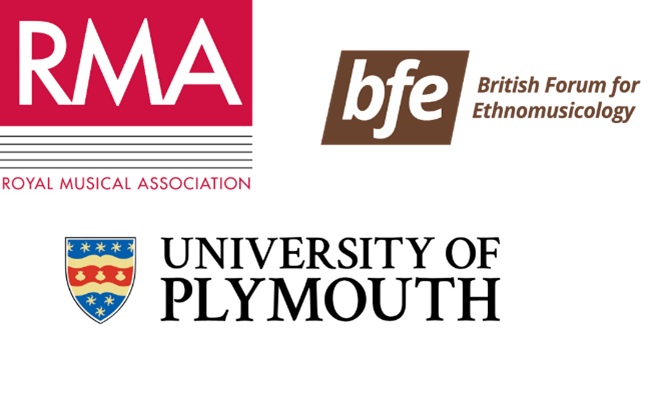 RMA
ROYAL MUSICAL ASSOCIATION
bfe
British Forum for
Ethnomusicology
UNIVERSITY OF
PLYMOUTH